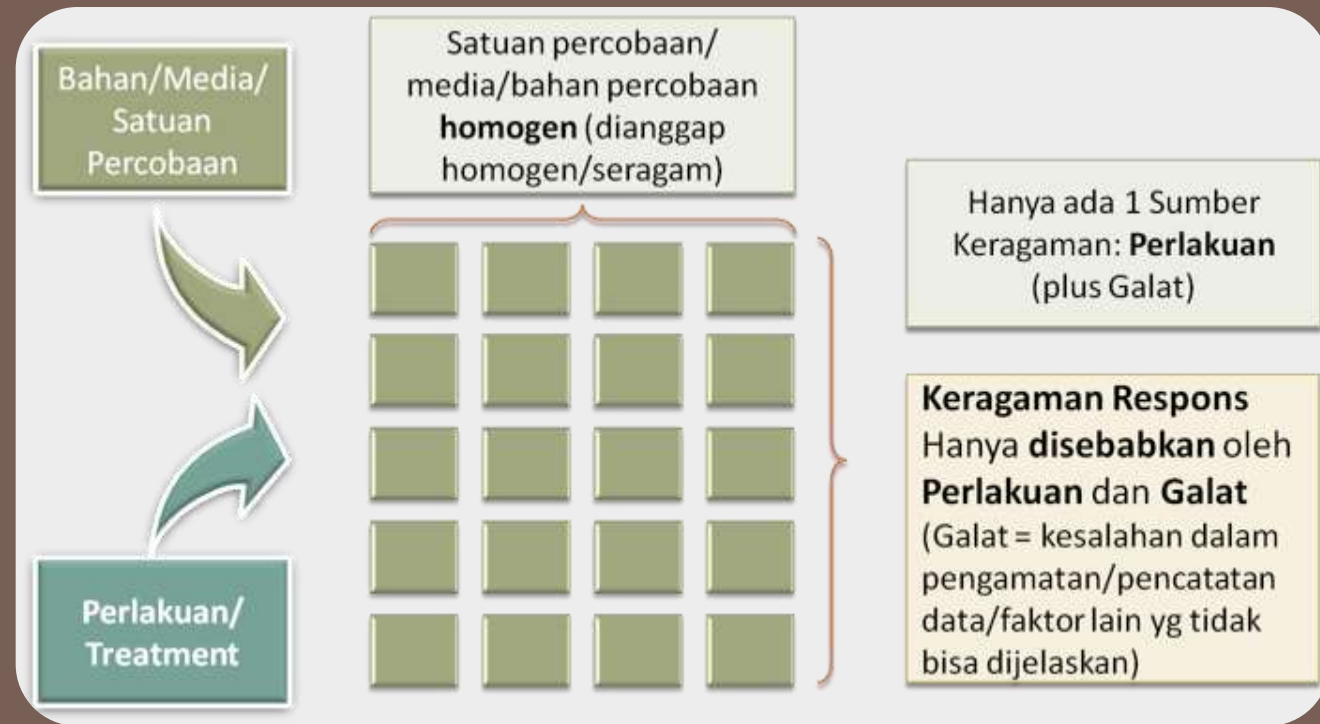 Bahan/Media/
Satuan
Percobaan
Satuan percobaan/
media/bahan percobaan
homogen (dianggap
homogen/seragam)
Hanya ada 1 Sumber
Keragaman: Perlakuan
(plus Galat)
Keragaman Respons
Hanya disebabkan oleh
Perlakuan dan Galat
(Galat = kesalahan dalam
pengamatan/pencatatan
data/faktor lain yg tidak
bisa dijelaskan)
Perlakuan/
Treatment